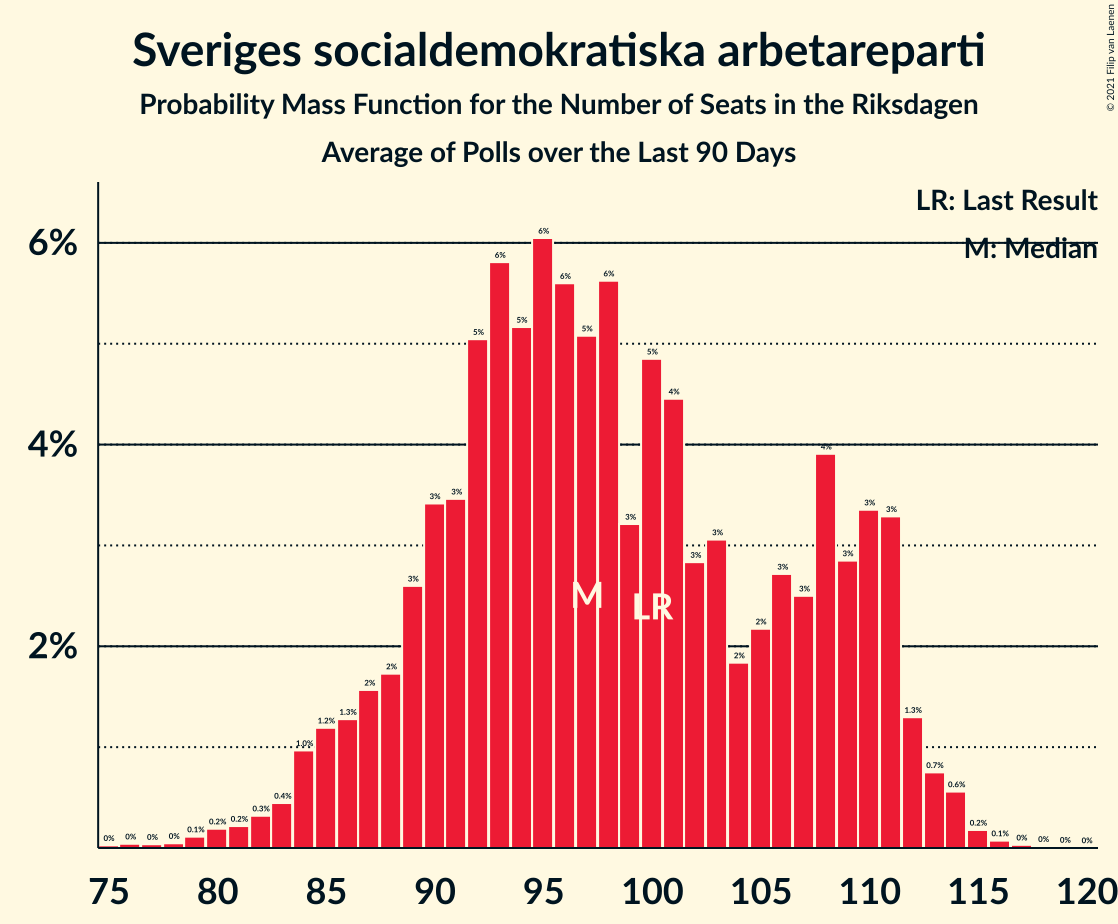 © 2021 Filip van Laenen
Sveriges socialdemokratiska arbetareparti
Probability Mass Function for the Number of Seats in the Riksdagen
Average of Polls over the Last 90 Days
LR: Last Result
M: Median
6%
4%
2%
0% 0% 0% 0% 0.1% 0.2% 0.2% 0.3% 0.4% 1.0% 1.2% 1.3% 2% 2% 3% 3% 3% 5% 6% 5% 6% 6% 5% 6% 3% 5% 4% 3% 3% 2% 2% 3% 3% 4% 3% 3% 3% 1.3% 0.7% 0.6% 0.2% 0.1% 0% 0% 0% 0%
M
LR
75 80 85 90 95 100 105 110 115 120